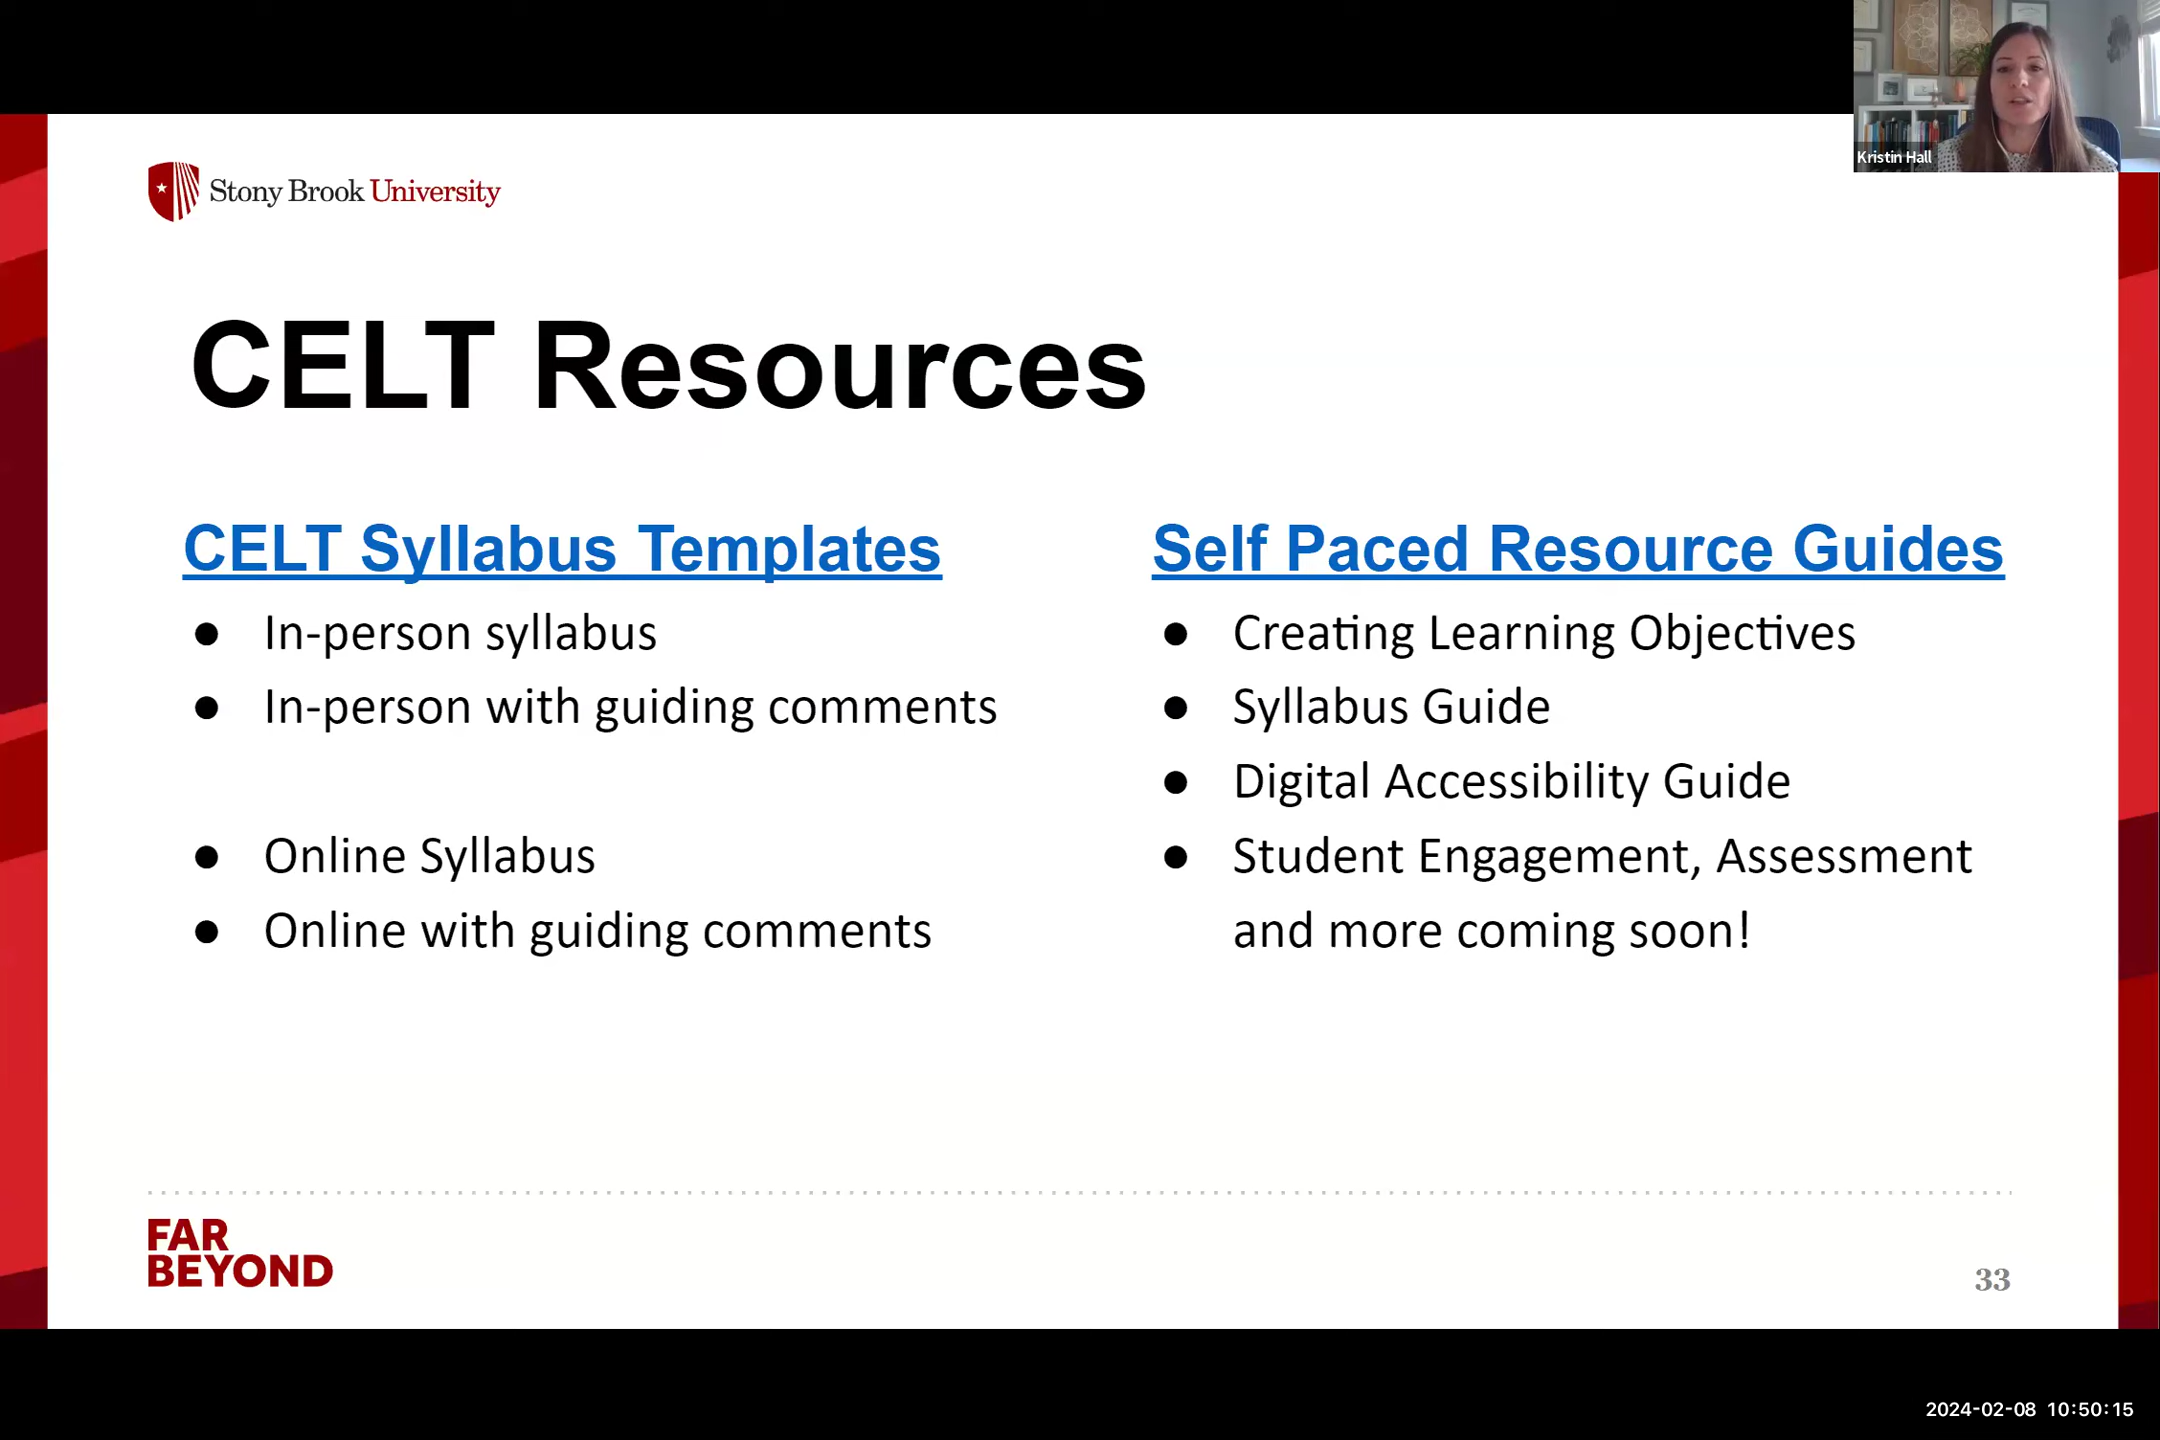 Kristin Hall
Stony Brook University
CELT Resources
CELT Syllabus Templates
● In-person syllabus
● In-person with guiding comments
● Online Syllabus
● Online with guiding comments
Self Paced Resource Guides
● Creating Learning Objectives
● Syllabus Guide
● Digital Accessibility Guide
● Student Engagement, Assessment
and more coming soon!
FAR
BEYOND
33
2024-02-08 10:50:15